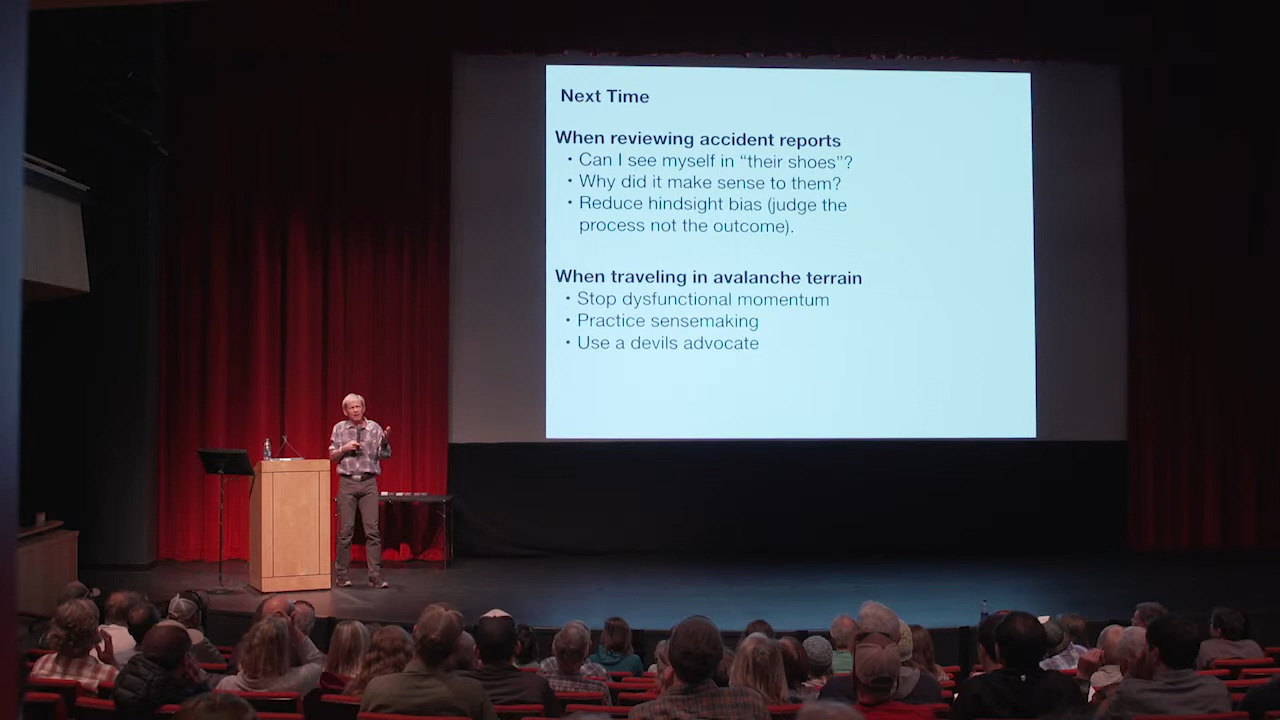 Next Time
When reviewing accident reports
• Can I see myself in “their shoes”?
• Why did it make sense to them?
• Reduce hindsight bias (judge the
process not the outcome).
When traveling in avalanche terrain
• Stop dysfunctional momentum
• Practice sensemaking
• Use a devils advocate